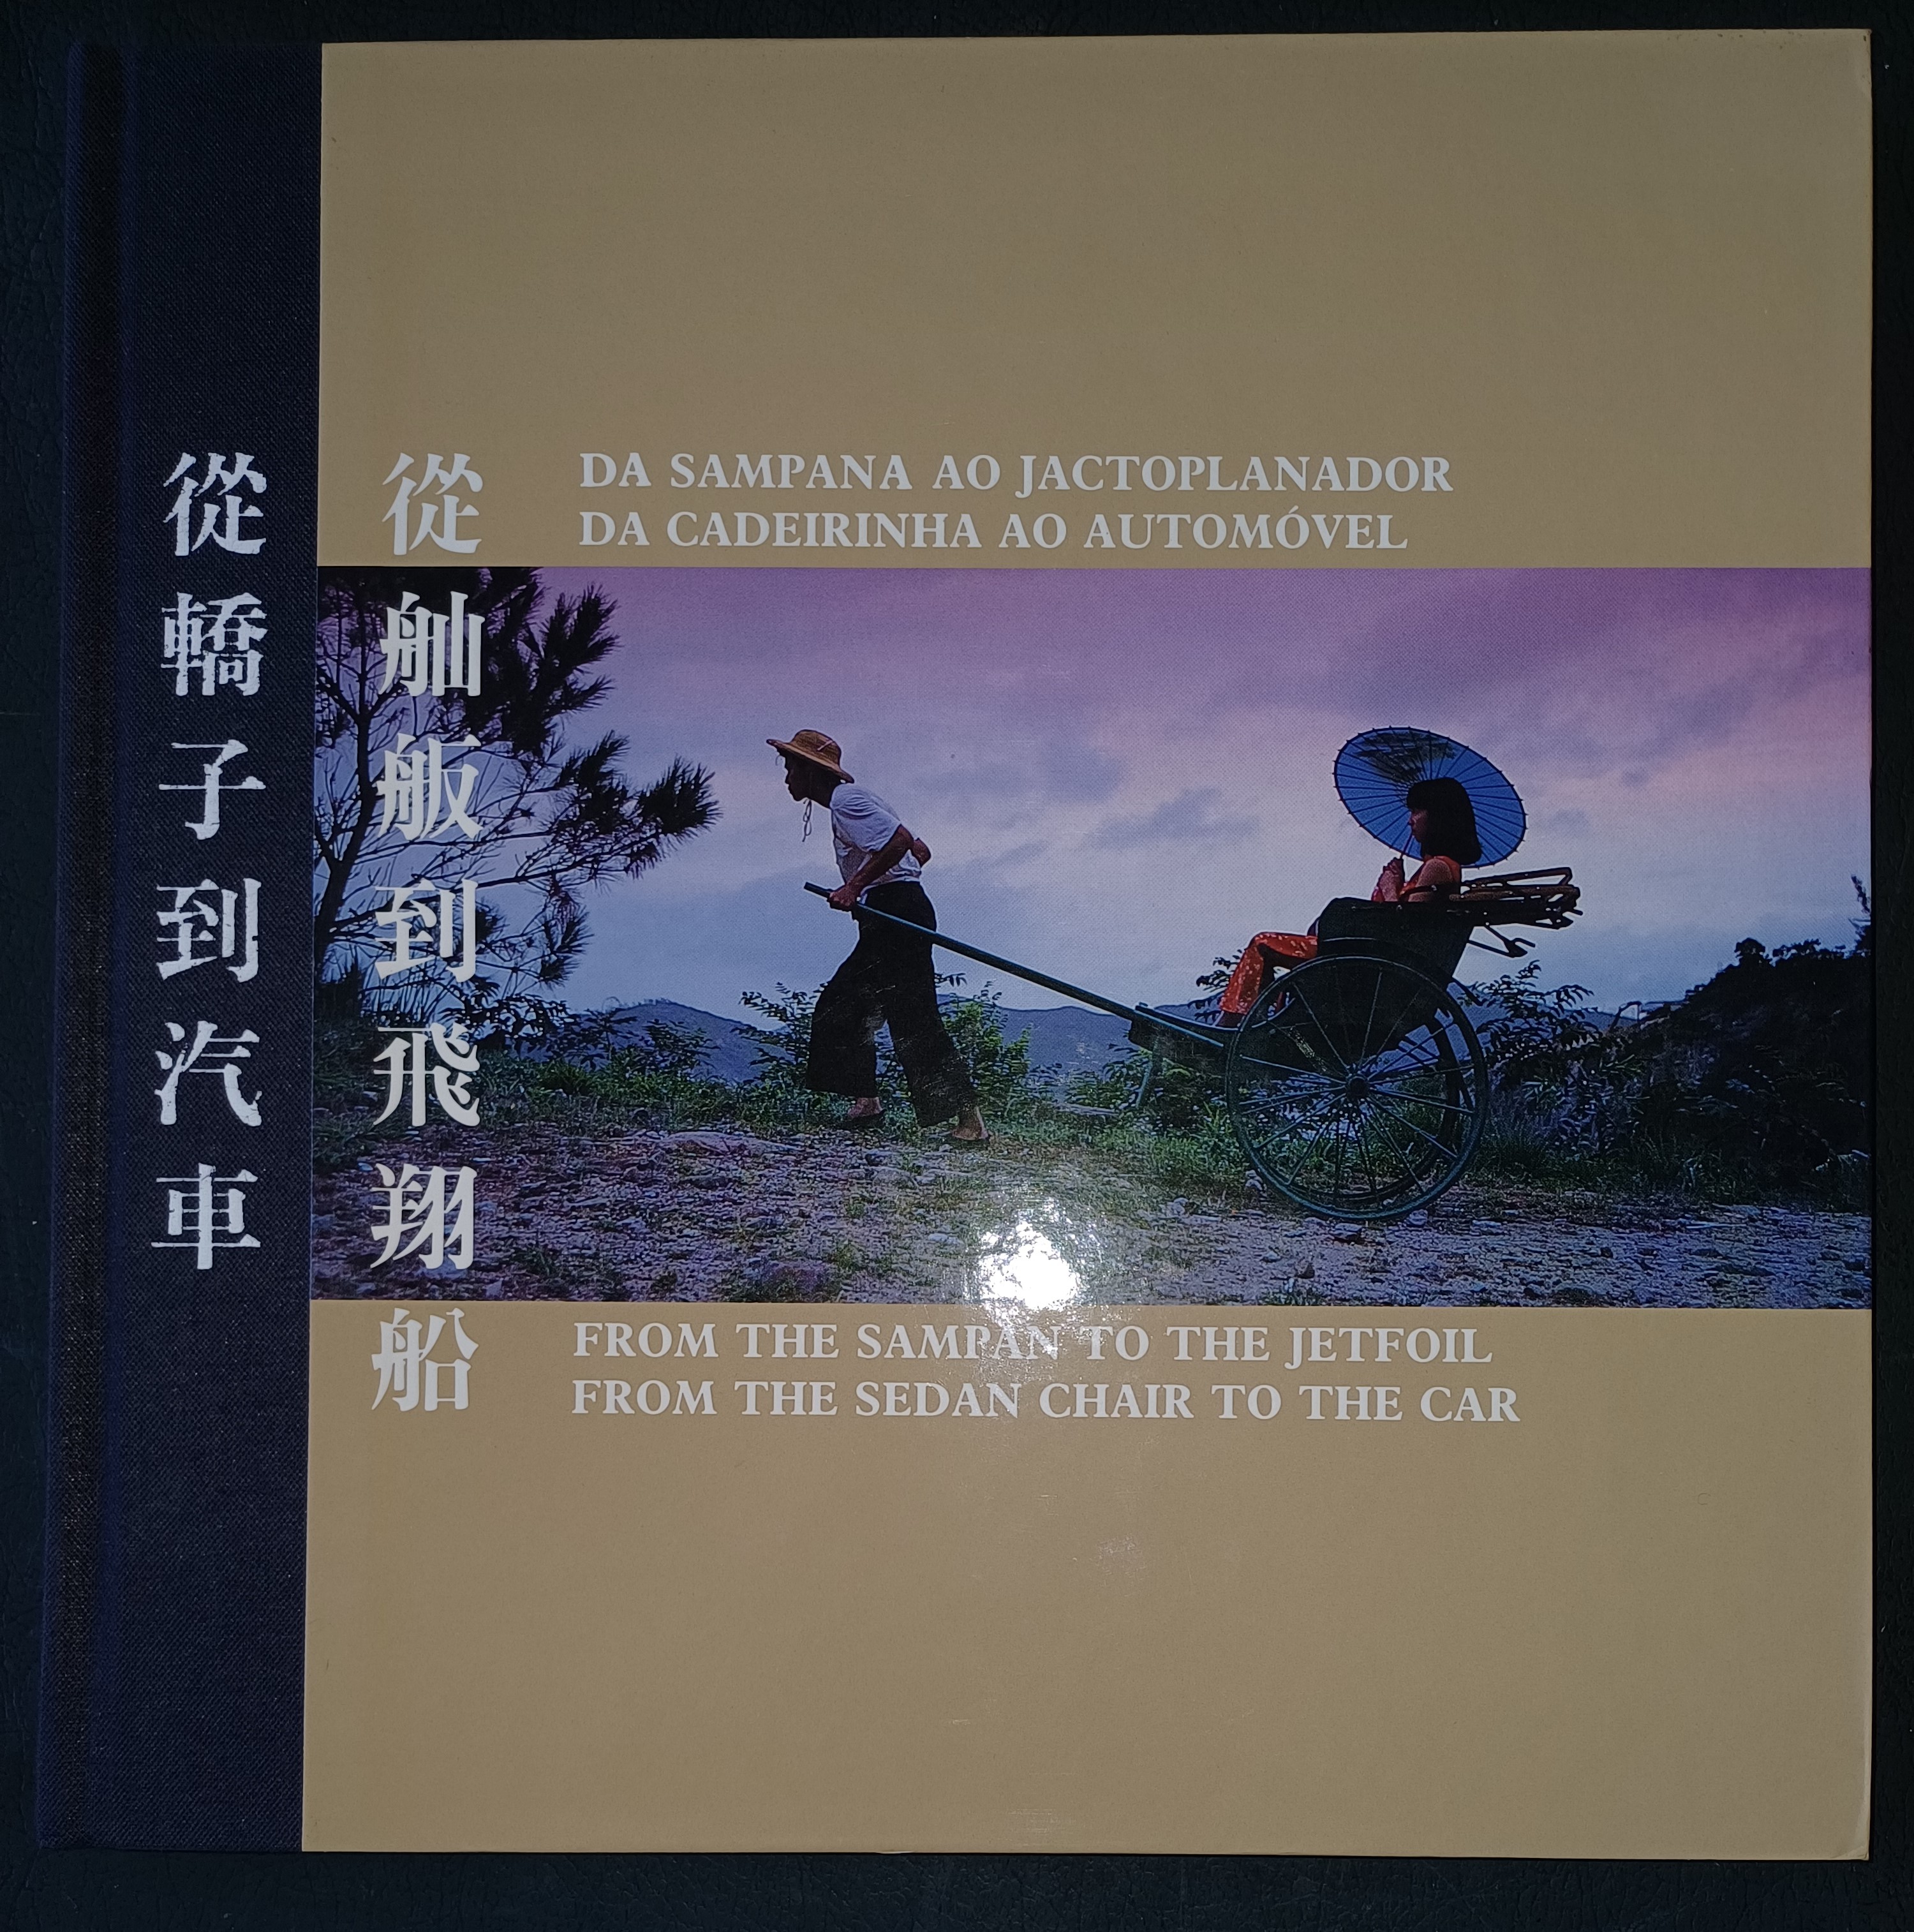 從舢舨到飛翔船
從轎子到汽車
DA SAMPANA AO JACTOPLANADOR
DA CADEIRINHA AO AUTOMÓVEL
FROM THE SAMPAN TO THE JETFOIL
FROM THE SEDAN CHAIR TO THE CAR